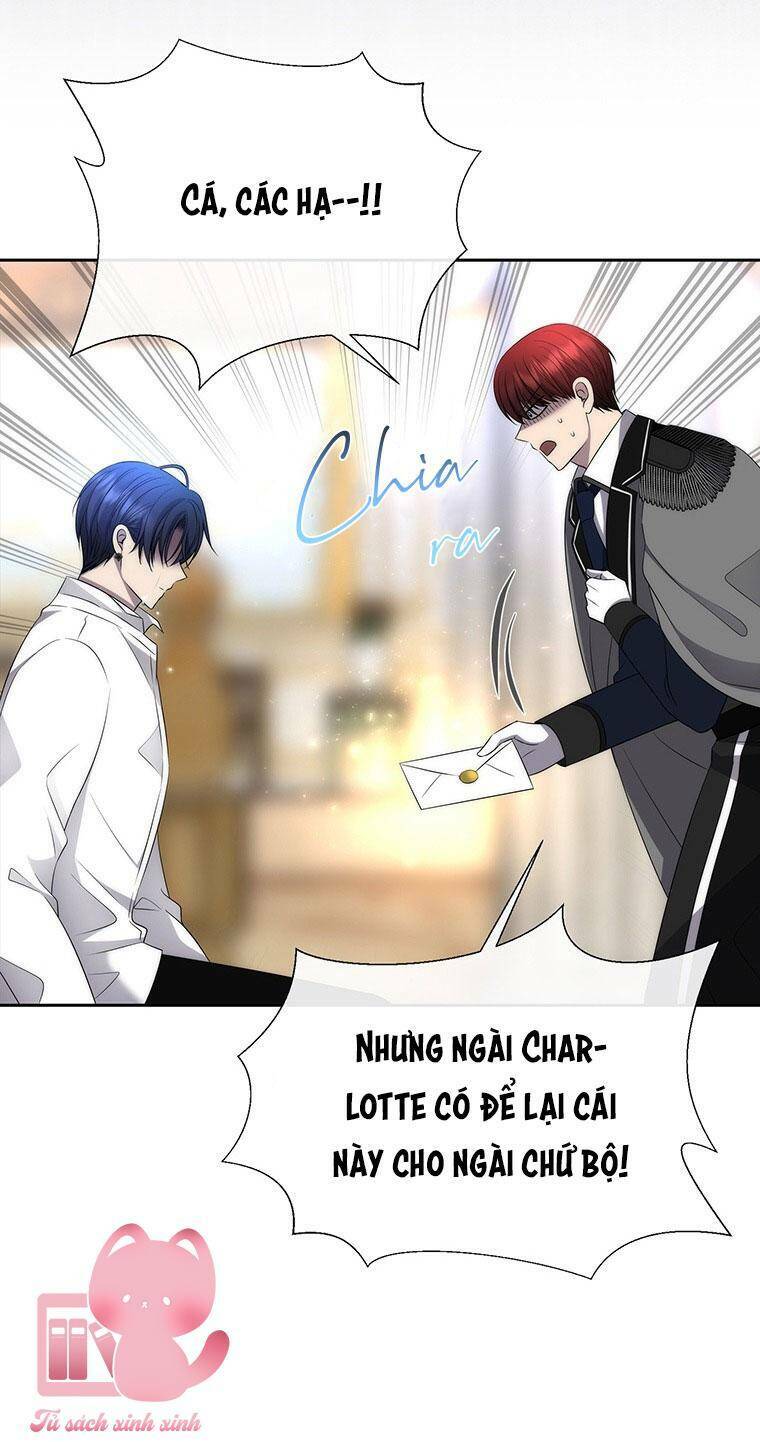 CÁ, CÁC HẠ--!!
Chìa
ra
NHƯNG NGÀI CHAR-
LOTTE CÓ ĐỂ LẠI CÁI
NÀY CHO NGÀI CHỨ BỘ!
Tủ sách xinh xinh